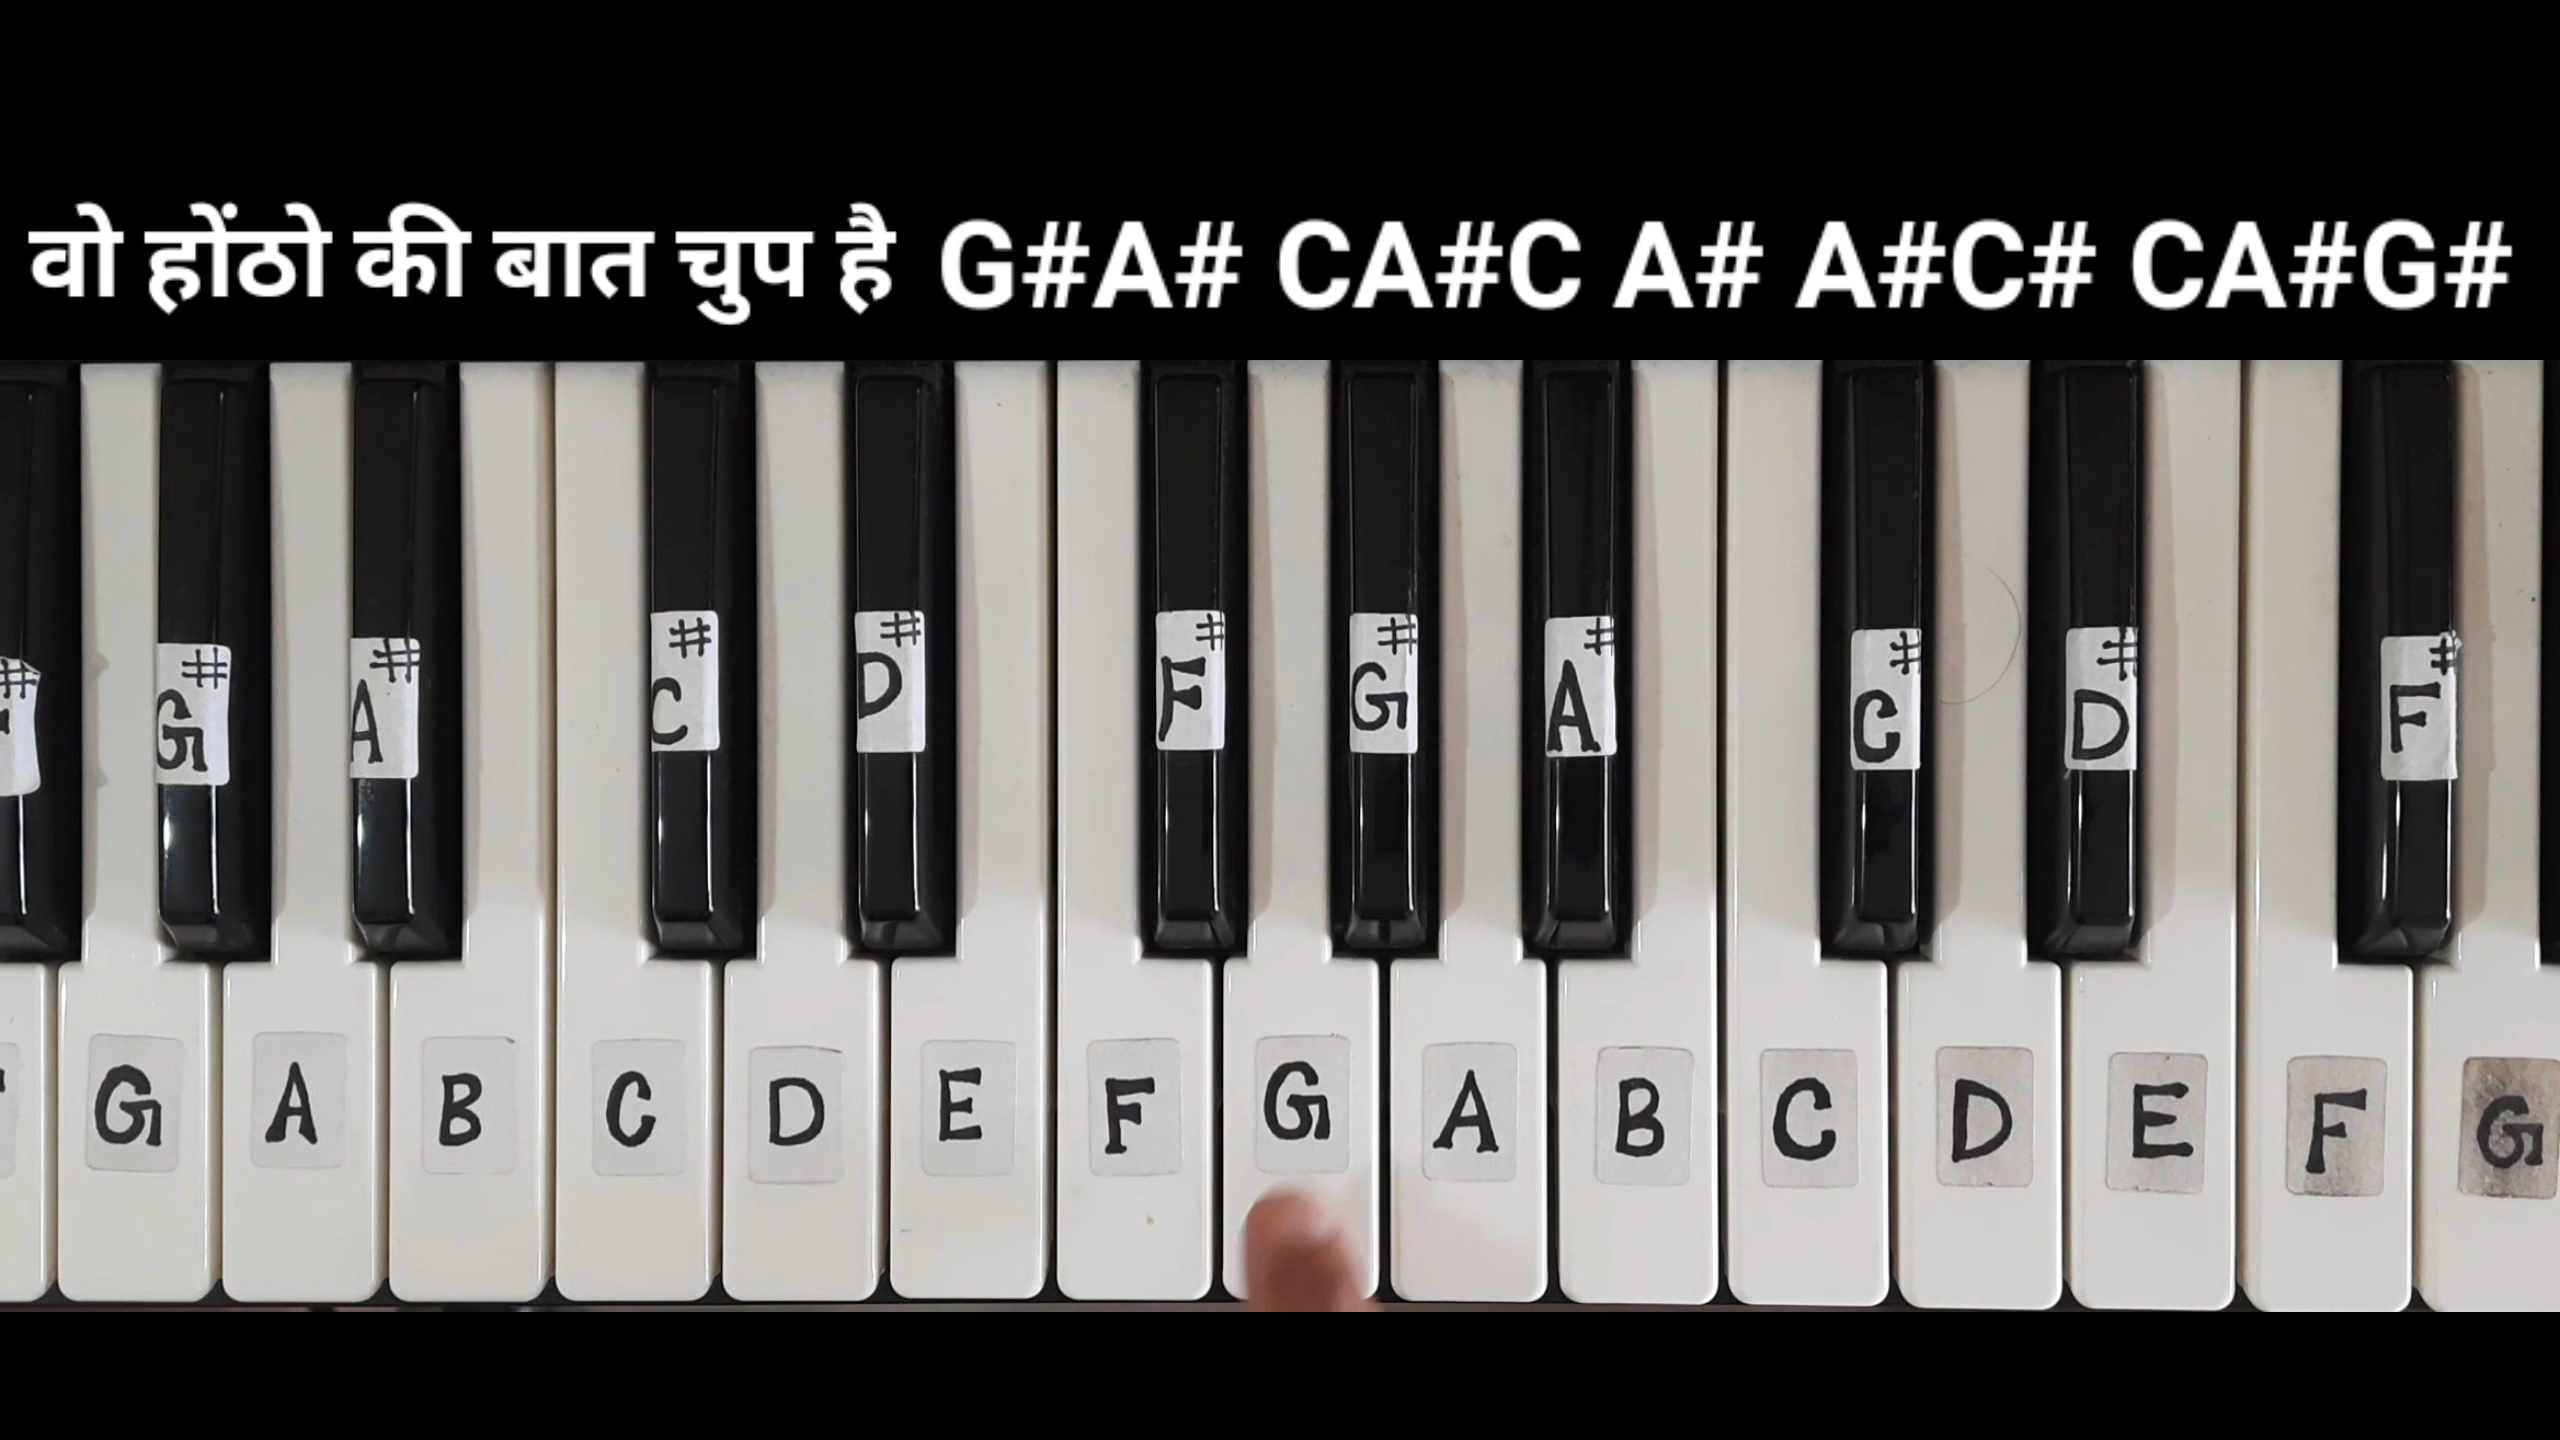 वो होंठो की बात चुप है G#A# CA#C A# A#C# CA#G#
# G# A# C# D# F# G# A# C# D# F#
G A B C D E F G A B C D E F G